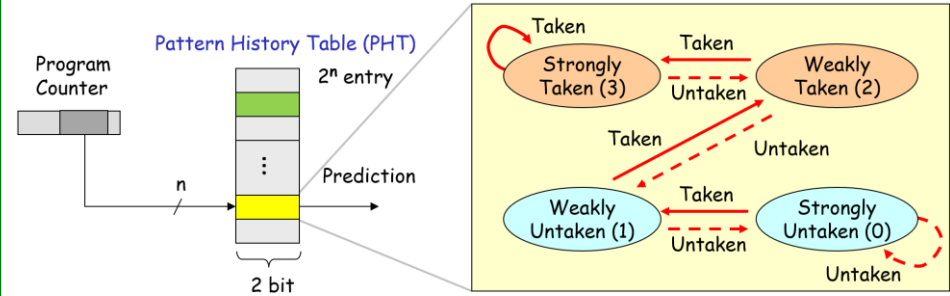 Pattern History Table (PHT)
Program
Counter
2n entry
n
Prediction
2 bit
Taken
Strongly
Taken (3)
Taken
Untaken
Weakly
Taken (2)
Taken
Untaken
Weakly
Untaken (1)
Taken
Untaken
Strongly
Untaken (0)
Untaken